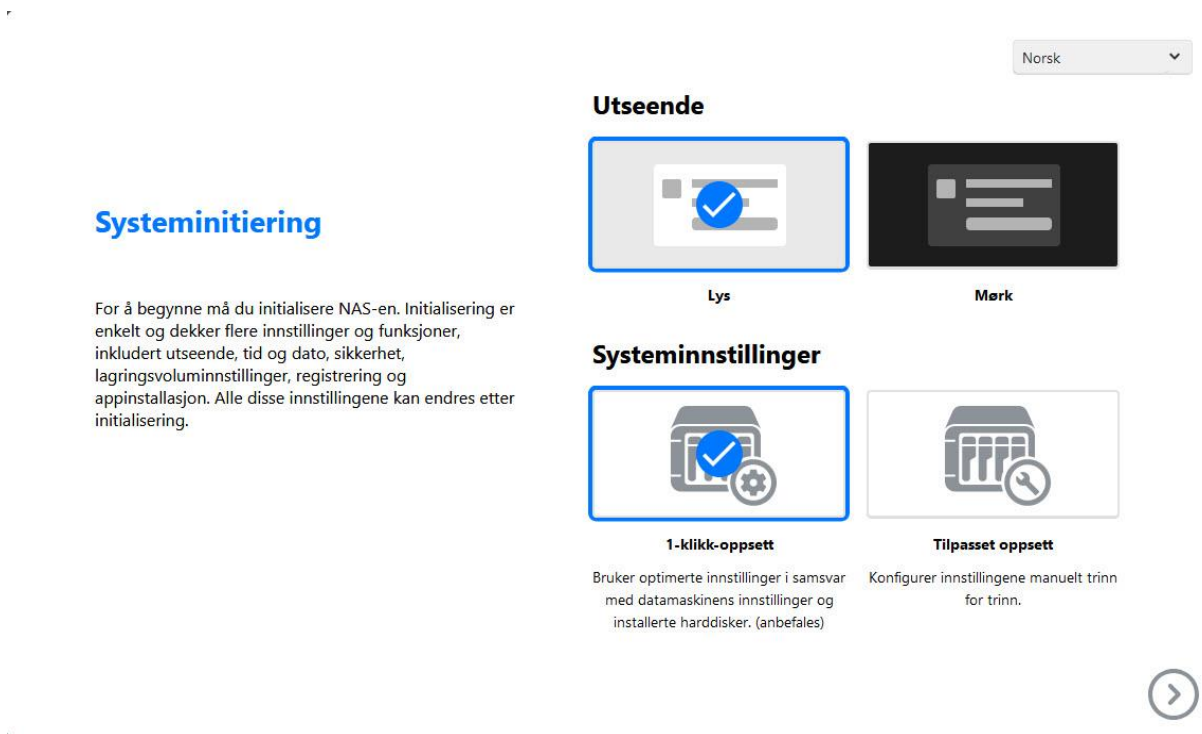 Norsk
Systeminitiering
For å begynne må du initialisere NAS-en. Initialisering er
enkelt og dekker flere innstillinger og funksjoner,
inkludert utseende, tid og dato, sikkerhet,
lagringsvoluminnstillinger, registrering og
appinstallasjon. Alle disse innstillingene kan endres etter
initialisering.
Utseende
Lys
Mørk
Systeminnstillinger
1-klikk-oppsett
Bruker optimerte innstillinger i samsvar
med datamaskinens innstillinger og
installerte harddisker. (anbefales)
Tilpasset oppsett
Konfigurer innstillingene manuelt trinn
for trinn.